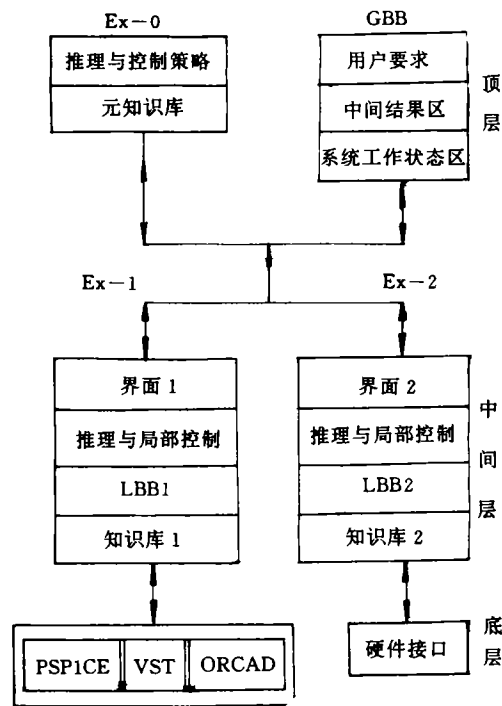 Ex-0
GBB
推理与控制策略
元知识库
用户要求
中间结果区
系统工作状态区
顶层
Ex-1
Ex-2
界面 1
推理与局部控制
LBB1
知识库 1
界面 2
推理与局部控制
LBB2
知识库 2
中间层
PSP1CE
VST
ORCAD
硬件接口
底层